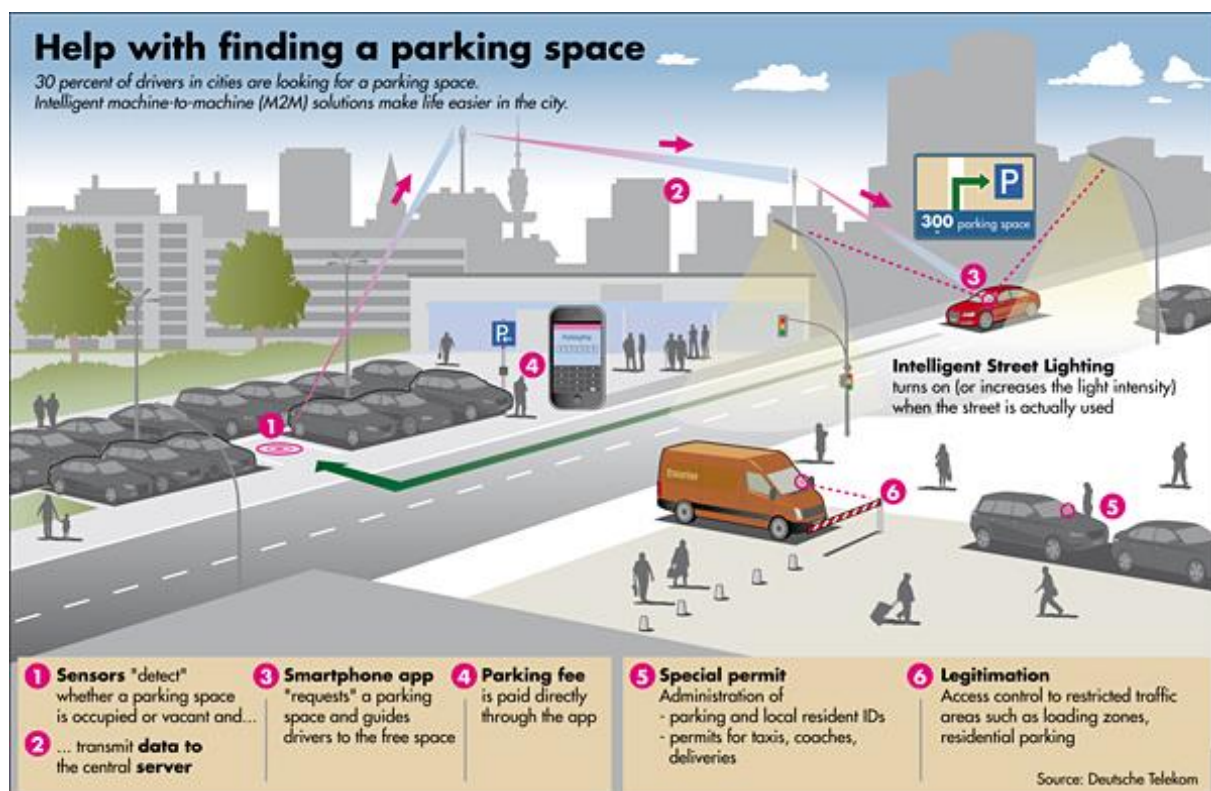 Help with finding a parking space
30 percent of drivers in cities are looking for a parking space.
Intelligent machine-to-machine (M2M) solutions make life easier in the city.
2
P
300 parking space
3
P
4
Intelligent Street Lighting
turns on (or increases the light intensity)
when the street is actually used
1
6
5
1 Sensors "detect"
whether a parking space
is occupied or vacant and...
2 ... transmit data to
the central server
3 Smartphone app
"requests" a parking
space and guides
drivers to the free space
4 Parking fee
is paid directly
through the app
5 Special permit
Administration of
- parking and local resident IDs
- permits for taxis, coaches,
deliveries
6 Legitimation
Access control to restricted traffic
areas such as loading zones,
residential parking
Source: Deutsche Telekom